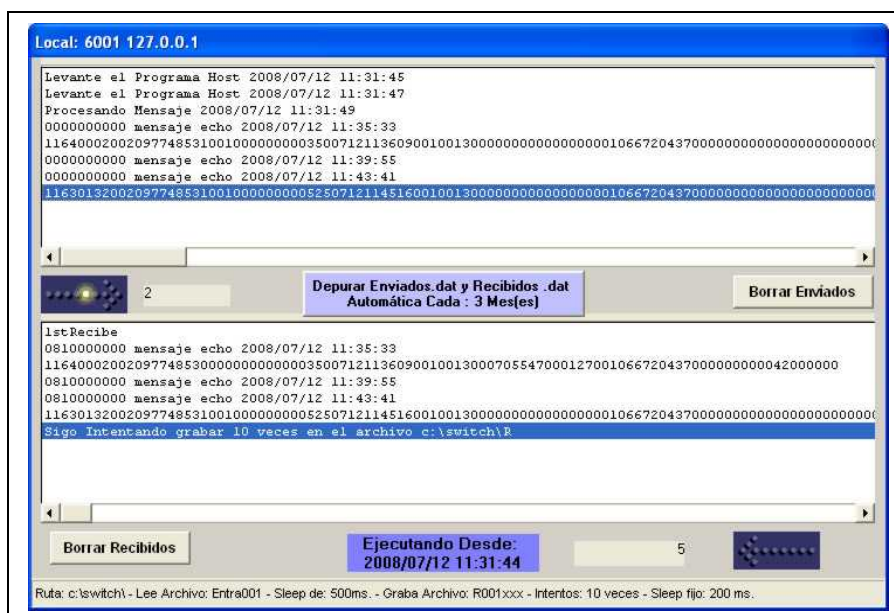 Local: 6001 127.0.0.1
Levante el Programa Host 2008/07/12 11:31:45
Levante el Programa Host 2008/07/12 11:31:47
Procesando Mensaje 2008/07/12 11:31:49
0000000000 mensaje echo 2008/07/12 11:35:33
0000000000 mensaje echo 2008/07/12 11:39:55
0000000000 mensaje echo 2008/07/12 11:43:41
2
Depurar Enviados.dat y Recibidos .dat
Automática Cada : 3 Mes(es)
Borrar Enviados
lstRecibe
0810000000 mensaje echo 2008/07/12 11:35:33
0810000000 mensaje echo 2008/07/12 11:39:55
0810000000 mensaje echo 2008/07/12 11:43:41
Sigo Intentando grabar 10 veces en el archivo c:\switch\R
Borrar Recibidos
Ejecutando Desde:
2008/07/12 11:31:44
5
Ruta: c:\switch\ - Lee Archivo: Entra001 - Sleep de: 500ms. - Graba Archivo: R001xxx - Intentos: 10 veces - Sleep fijo: 200 ms.